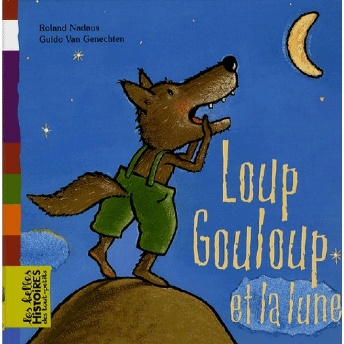 Roland Nadaus
Guido Van Genechten
Loup
Gouloup
et la lune
les belles
HISTOIRES
des tout-petits